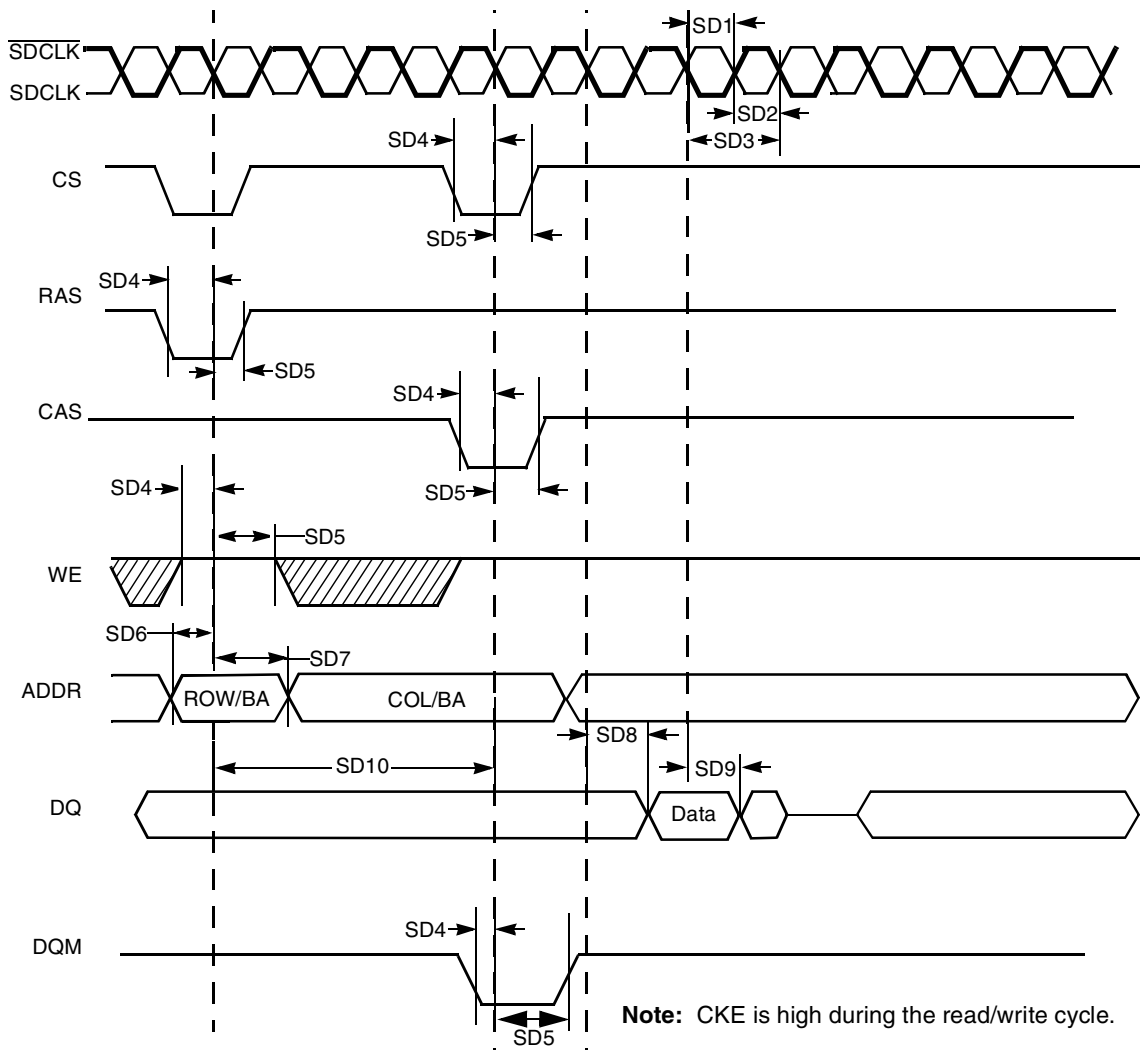 SD1
SDCLK
SDCLK
SD2
SD4
SD3
CS
SD5
SD4
RAS
SD5
SD4
CAS
SD4
SD5
SD5
WE
SD6
SD7
ADDR
ROW/BA
COL/BA
SD8
SD10
SD9
DQ
Data
SD4
DQM
Note: CKE is high during the read/write cycle.
SD5